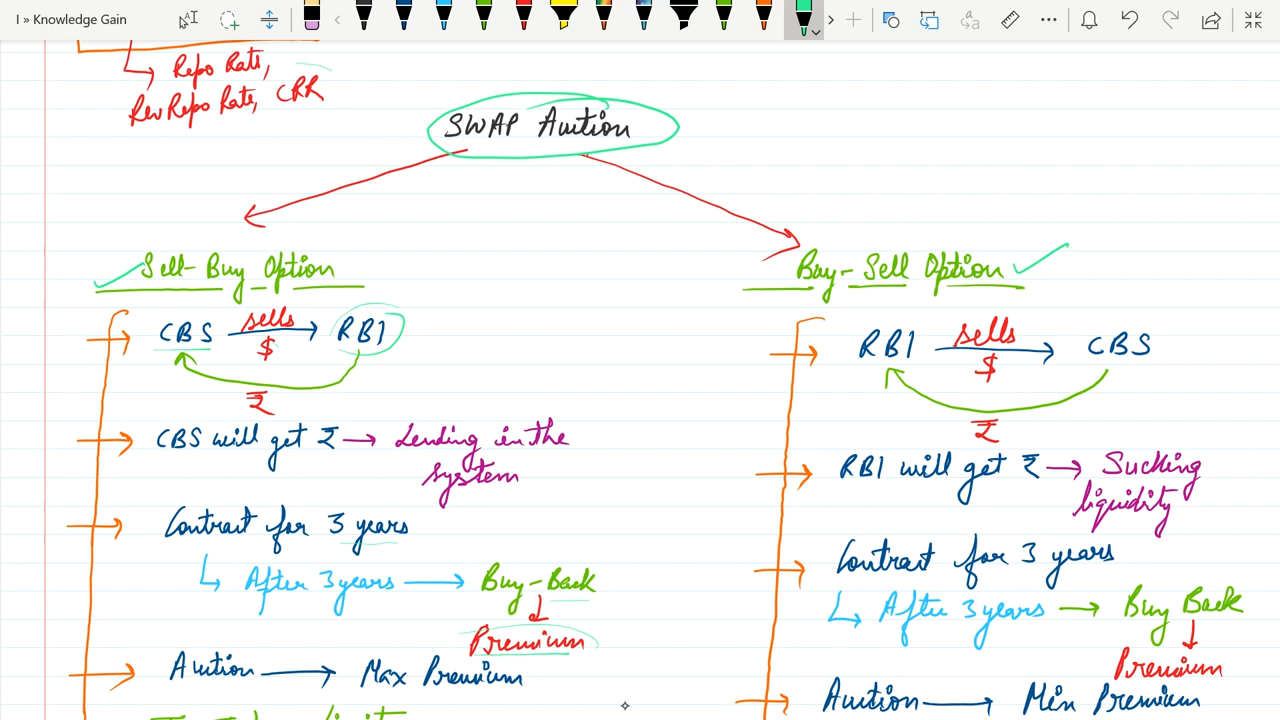 I » Knowledge Gain
Repo Rate,
Rev Repo Rate, CRR
SWAP Auction
Sell-Buy Option
CBS sells $ RBI
₹
CBS will get ₹ → Lending in the
system
Contract for 3 years
↳ After 3 years → Buy-Back
Premium
Auction → Max Premium
Buy-Sell Option
RBI sells $ CBS
₹
RBI will get ₹ → Sucking
liquidity
Contract for 3 years
↳ After 3 years → Buy Back
Premium
Auction → Min Premium